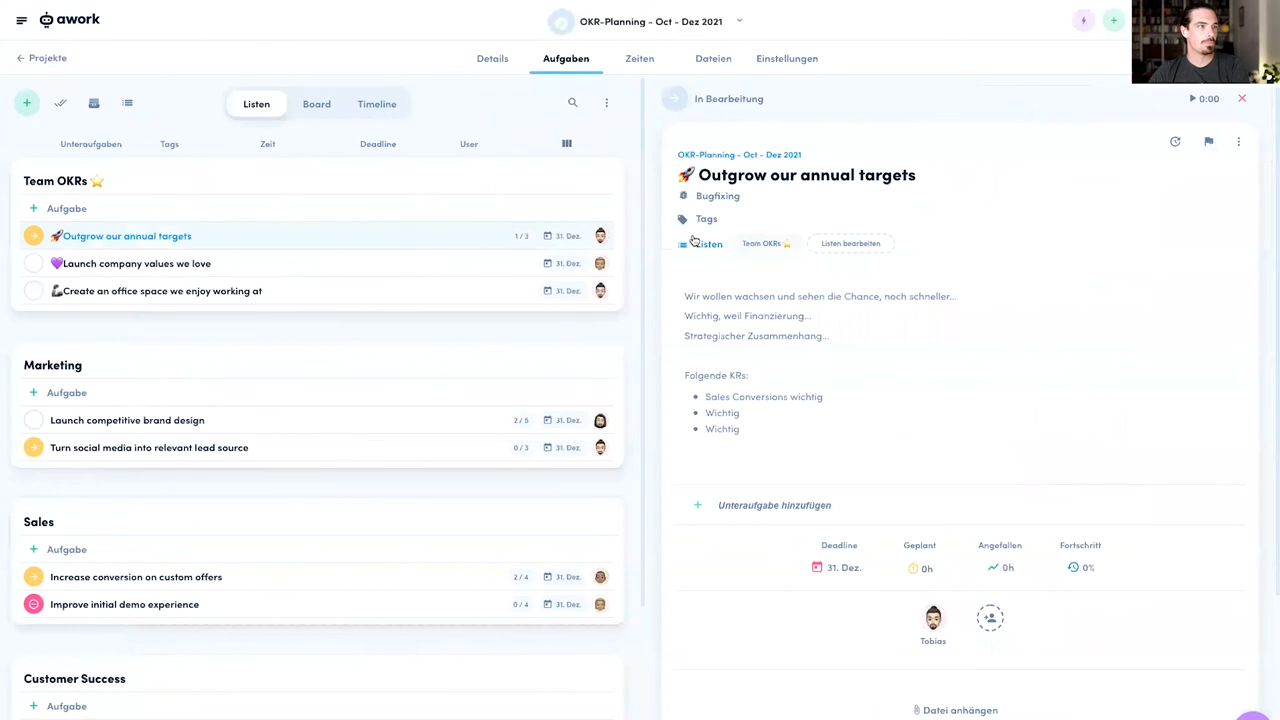 awork
OKR-Planning - Oct - Dez 2021
Projekte
Details
Aufgaben
Zeiten
Dateien
Einstellungen
Listen
Board
Timeline
Unteraufgaben
Tags
Zeit
Deadline
User
Team OKRs ⭐
Aufgabe
🚀Outgrow our annual targets
1 / 3
31. Dez.
💜Launch company values we love
31. Dez.
🦾Create an office space we enjoy working at
31. Dez.
Marketing
Aufgabe
Launch competitive brand design
2 / 5
31. Dez.
Turn social media into relevant lead source
0 / 3
31. Dez.
Sales
Aufgabe
Increase conversion on custom offers
2 / 4
31. Dez.
Improve initial demo experience
0 / 4
31. Dez.
Customer Success
Aufgabe
In Bearbeitung
0:00
OKR-Planning - Oct - Dez 2021
🚀 Outgrow our annual targets
Bugfixing
Tags
Listen
Team OKRs ⭐
Listen bearbeiten
Wir wollen wachsen und sehen die Chance, noch schneller...
Wichtig, weil Finanzierung...
Strategischer Zusammenhang...
Folgende KRs:
Sales Conversions wichtig
Wichtig
Wichtig
Unteraufgabe hinzufügen
Deadline
Geplant
Angefallen
Fortschritt
31. Dez.
0h
0h
0%
Tobias
Datei anhängen